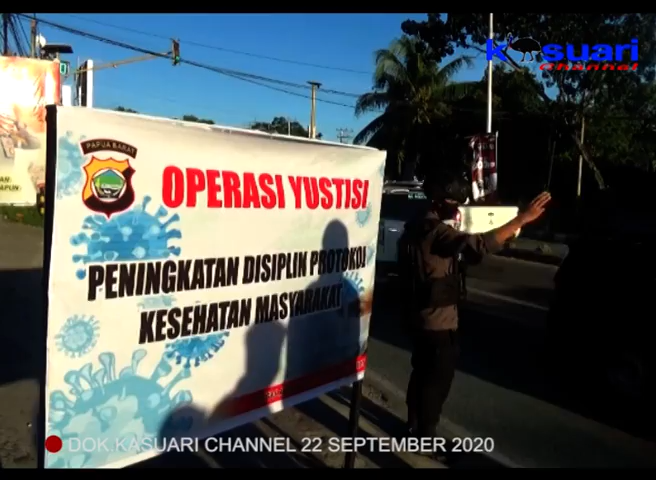 Kasuari
Channel
PAPUA BARAT
OPERASI YUSTISI
PENINGKATAN DISIPLIN PROTOKOL
KESEHATAN MASYARAKAT
DOK.KASUARI CHANNEL 22 SEPTEMBER 2020